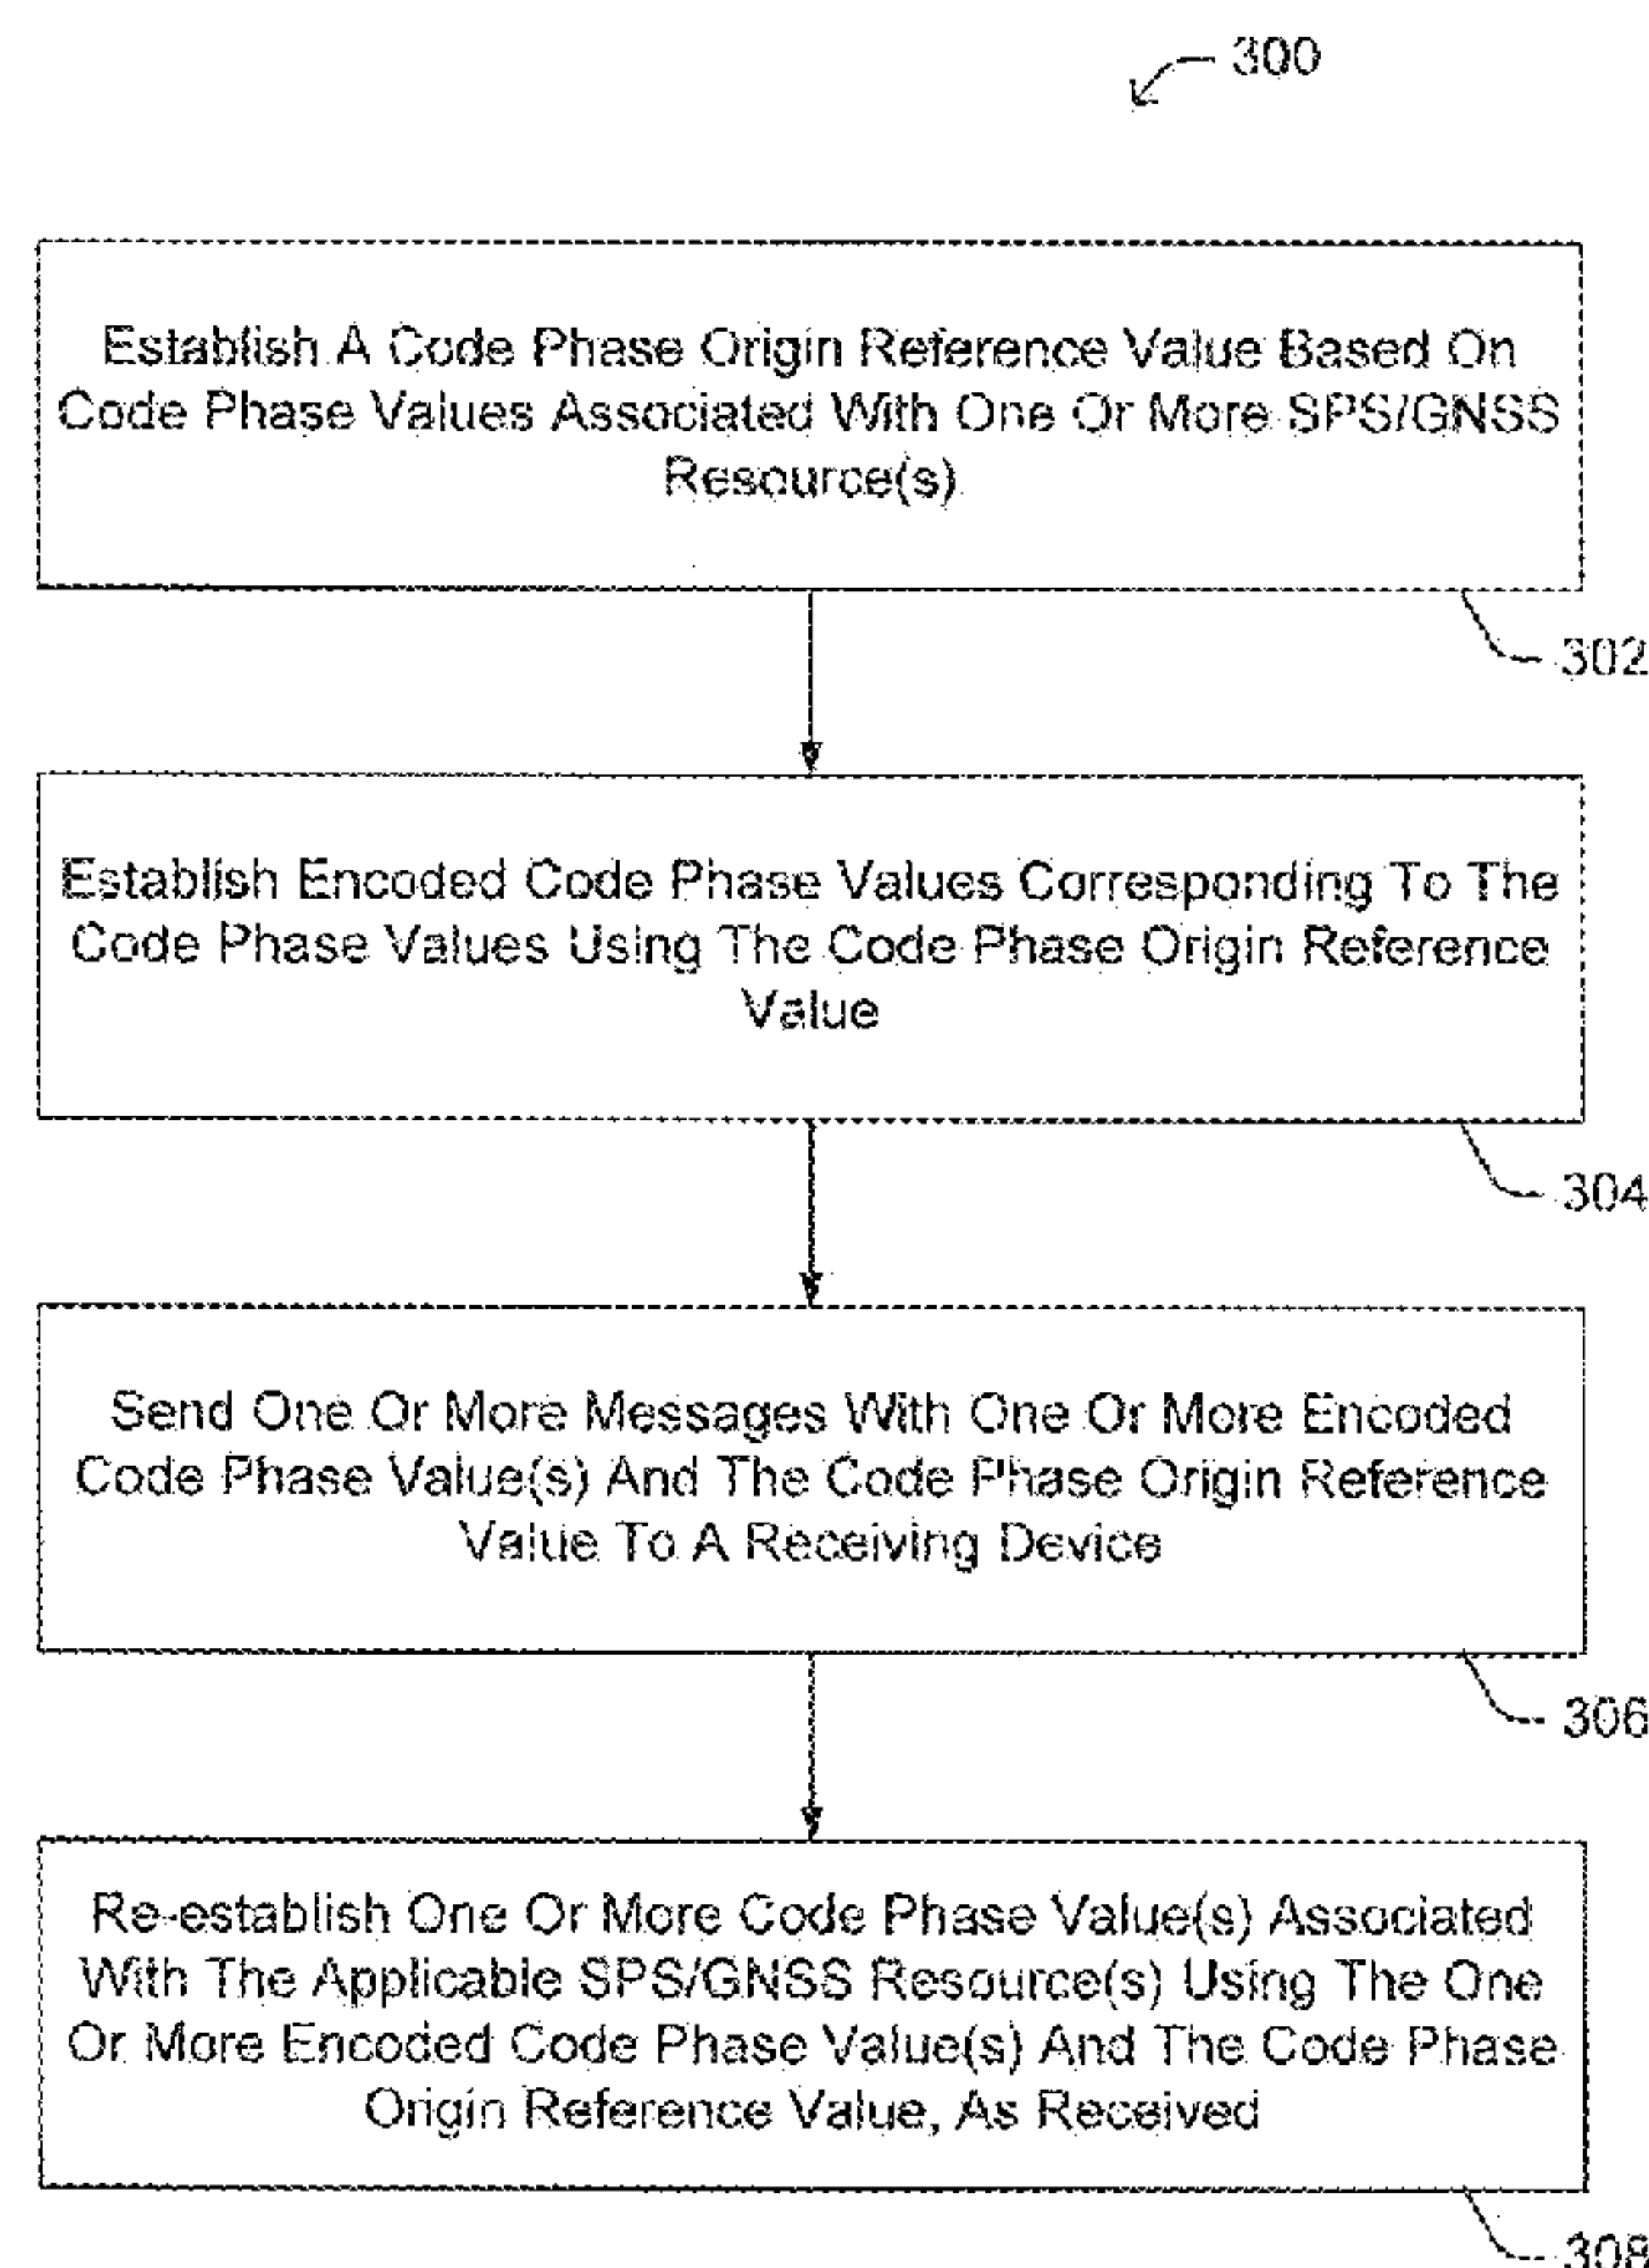 300
Establish A Code Phase Origin Reference Value Based On
Code Phase Values Associated With One Or More SPS/GNSS
Resource(s)
302
Establish Encoded Code Phase Values Corresponding To The
Code Phase Values Using The Code Phase Origin Reference
Value
304
Send One Or More Messages With One Or More Encoded
Code Phase Value(s) And The Code Phase Origin Reference
Value To A Receiving Device
306
Re-establish One Or More Code Phase Value(s) Associated
With The Applicable SPS/GNSS Resource(s) Using The One
Or More Encoded Code Phase Value(s) And The Code Phase
Origin Reference Value, As Received
308